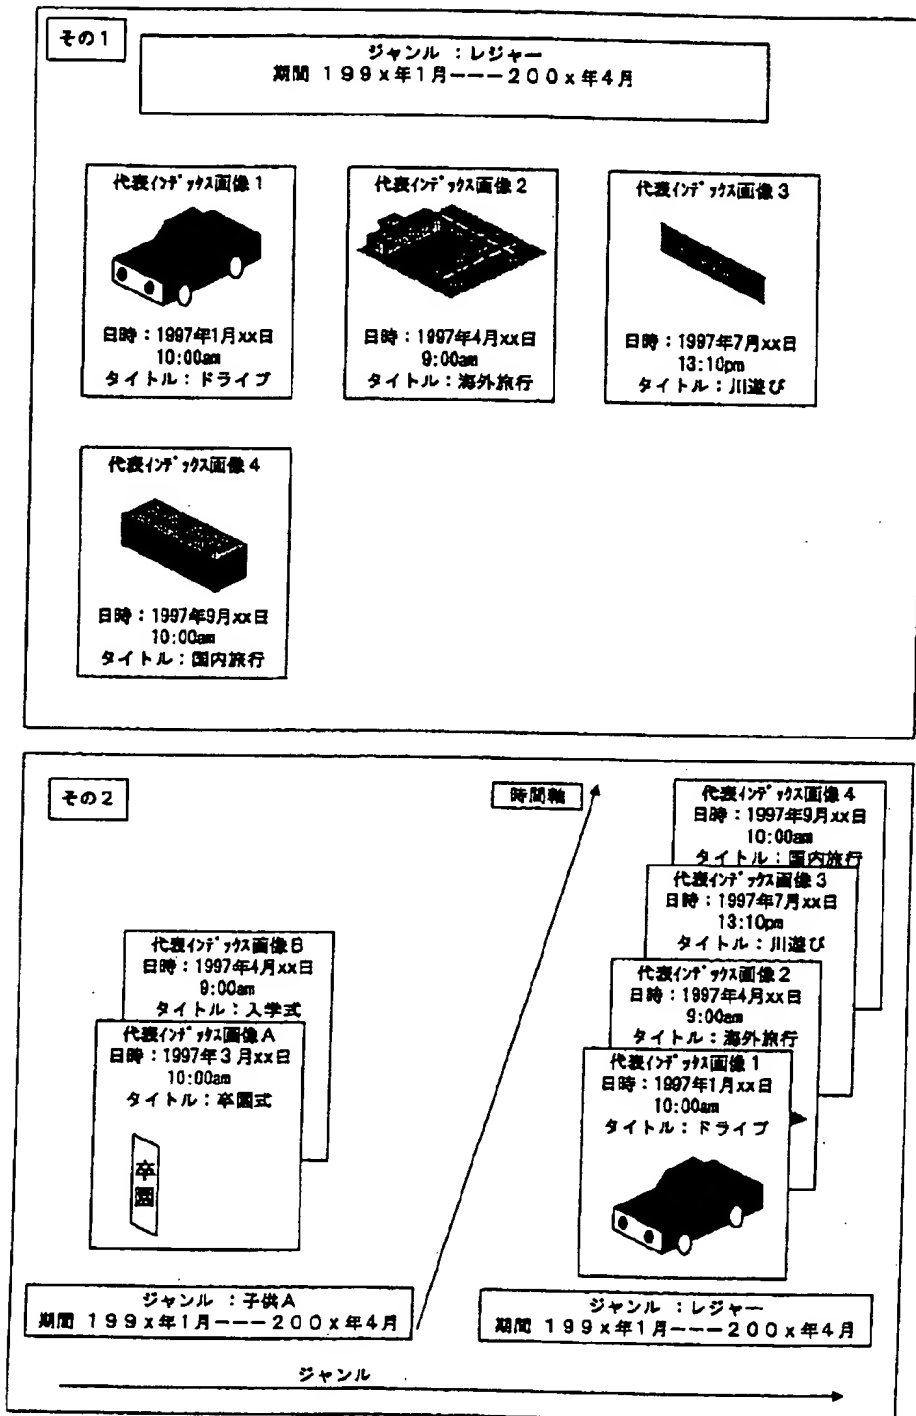 その1
ジャンル ：レジャー
期間 199x年1月---200x年4月
代表ｲﾝﾃﾞｯｸｽ画像1
日時：1997年1月xx日
10:00am
タイトル：ドライブ
代表ｲﾝﾃﾞｯｸｽ画像2
日時：1997年4月xx日
9:00am
タイトル：海外旅行
代表ｲﾝﾃﾞｯｸｽ画像3
日時：1997年7月xx日
13:10pm
タイトル：川遊び
代表ｲﾝﾃﾞｯｸｽ画像4
日時：1997年9月xx日
10:00am
タイトル：国内旅行
その2
時間軸
代表ｲﾝﾃﾞｯｸｽ画像B
日時：1997年4月xx日
9:00am
タイトル：入学式
代表ｲﾝﾃﾞｯｸｽ画像A
日時：1997年3月xx日
10:00am
タイトル：卒園式
卒園
ジャンル ：子供A
期間 199x年1月---200x年4月
代表ｲﾝﾃﾞｯｸｽ画像4
日時：1997年9月xx日
10:00am
タイトル：国内旅行
代表ｲﾝﾃﾞｯｸｽ画像3
日時：1997年7月xx日
13:10pm
タイトル：川遊び
代表ｲﾝﾃﾞｯｸｽ画像2
日時：1997年4月xx日
9:00am
タイトル：海外旅行
代表ｲﾝﾃﾞｯｸｽ画像1
日時：1997年1月xx日
10:00am
タイトル：ドライブ
ジャンル ：レジャー
期間 199x年1月---200x年4月
ジャンル